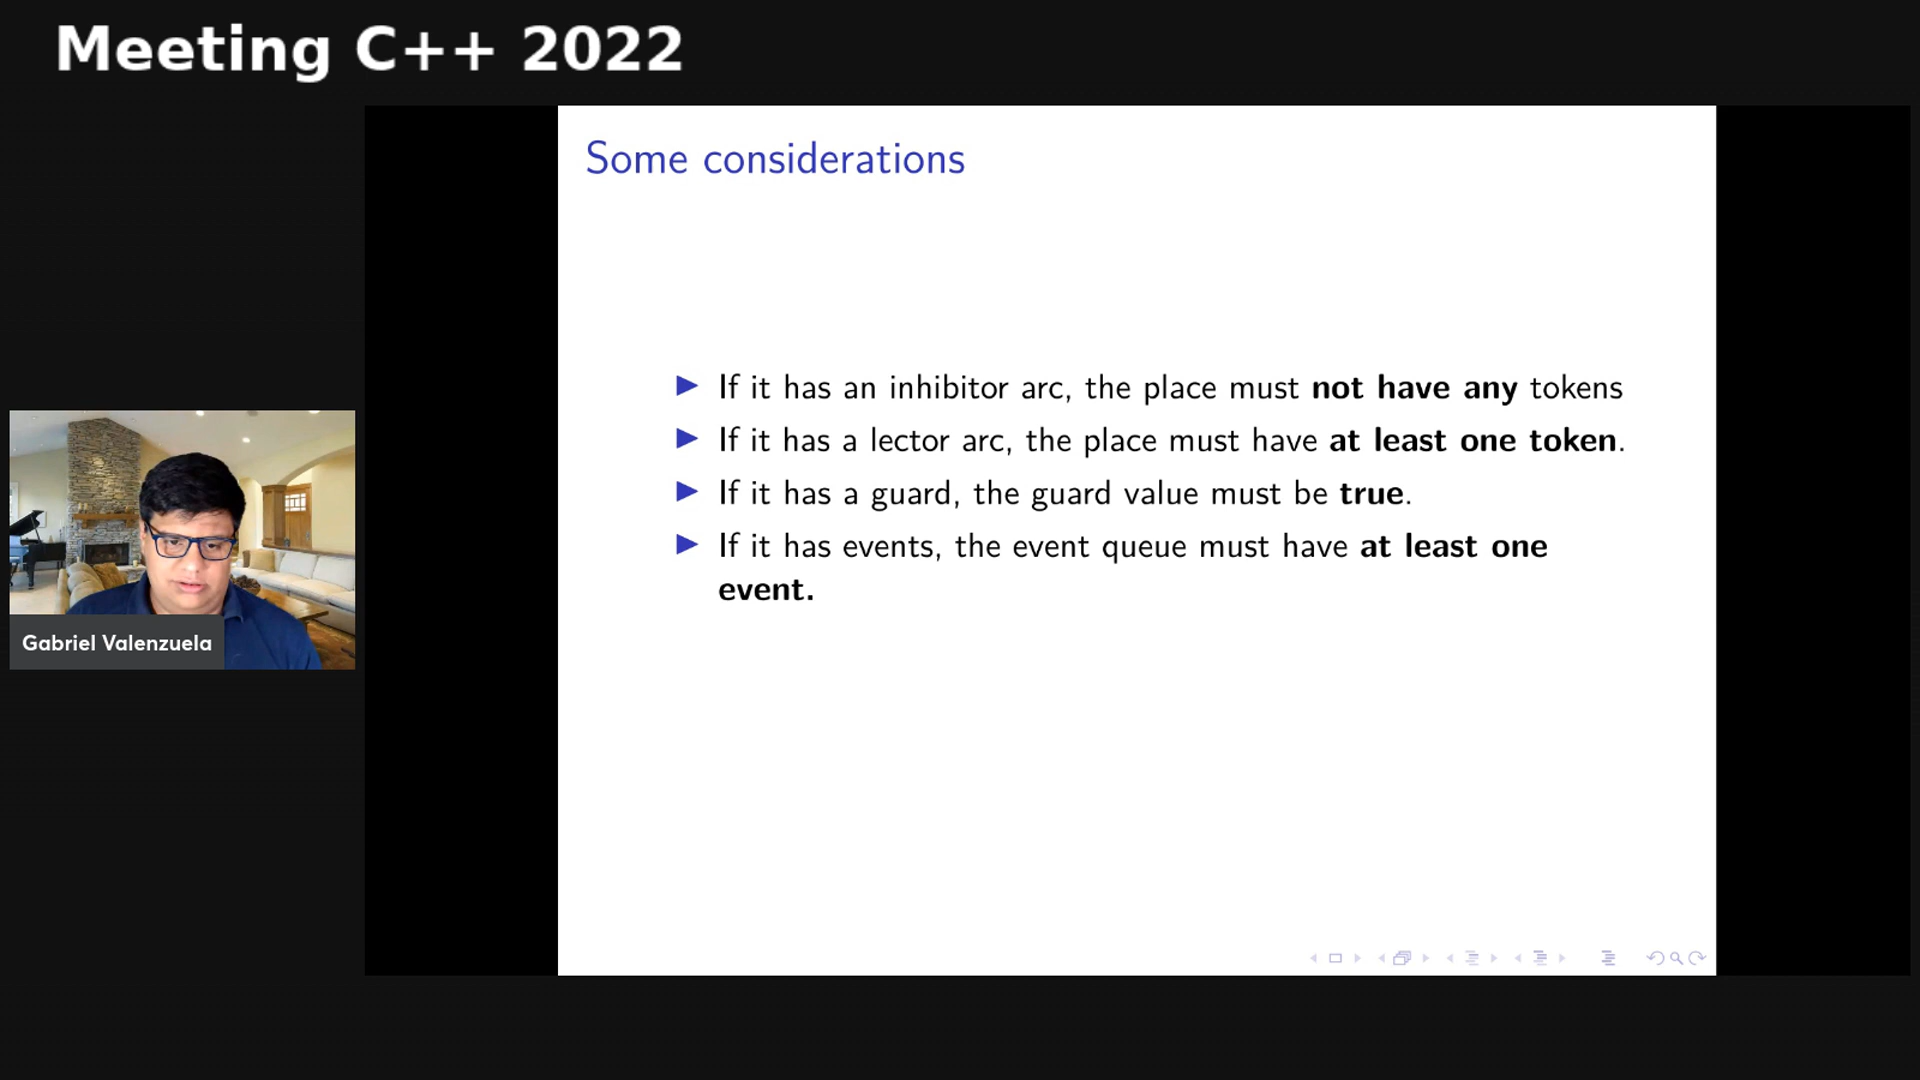 Meeting C++ 2022
Some considerations
If it has an inhibitor arc, the place must not have any tokens
If it has a lector arc, the place must have at least one token.
If it has a guard, the guard value must be true.
If it has events, the event queue must have at least one
event.
Gabriel Valenzuela